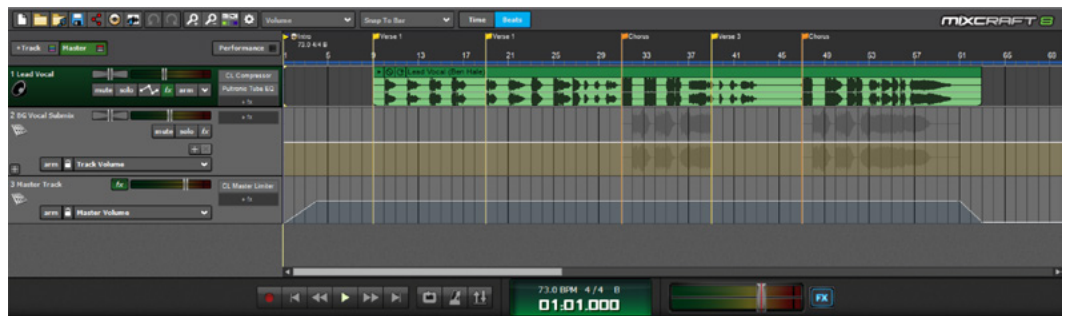 Volume Snap To Bar Time Beats MIXCRAFT 8
+Track Master Performance
Intro Verse 1 Verse 1 Chorus Verse 3 Chorus
73.0 4/4 B
1 5 9 13 17 21 25 29 33 37 41 45 49 53 57 61 65 69
1 Lead Vocal CL Compressor
mute solo fx arm Putronic Tube EQ
+ fx
Lead Vocal (Ben Hale)
2 BG Vocal Submix + fx
mute solo fx
arm Track Volume
3 Master Track fx CL Master Limiter
+ fx
arm Master Volume
73.0 BPM 4/4 B
01:01.000
FX